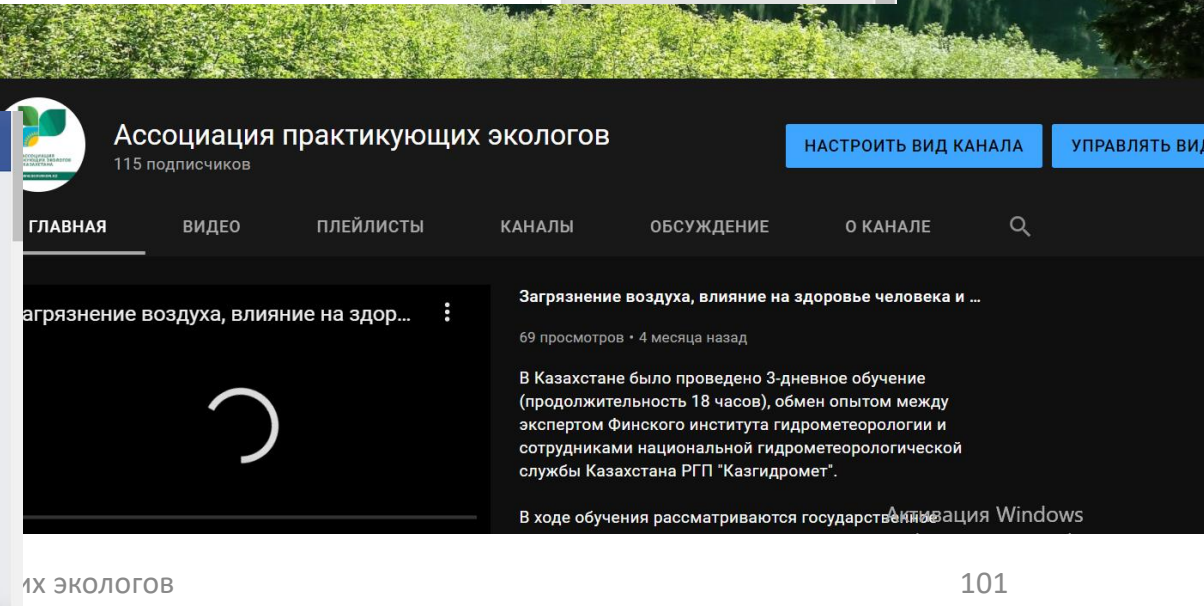 Ассоциация практикующих экологов
115 подписчиков
НАСТРОИТЬ ВИД КАНАЛА
УПРАВЛЯТЬ ВИД
ГЛАВНАЯ ВИДЕО ПЛЕЙЛИСТЫ КАНАЛЫ ОБСУЖДЕНИЕ О КАНАЛЕ
агрязнение воздуха, влияние на здор...
Загрязнение воздуха, влияние на здоровье человека и ...
69 просмотров • 4 месяца назад
В Казахстане было проведено 3-дневное обучение
(продолжительность 18 часов), обмен опытом между
экспертом Финского института гидрометеорологии и
сотрудниками национальной гидрометеорологической
службы Казахстана РГП "Казгидромет".
В ходе обучения рассматриваются государственное
Активация Windows
их экологов
101